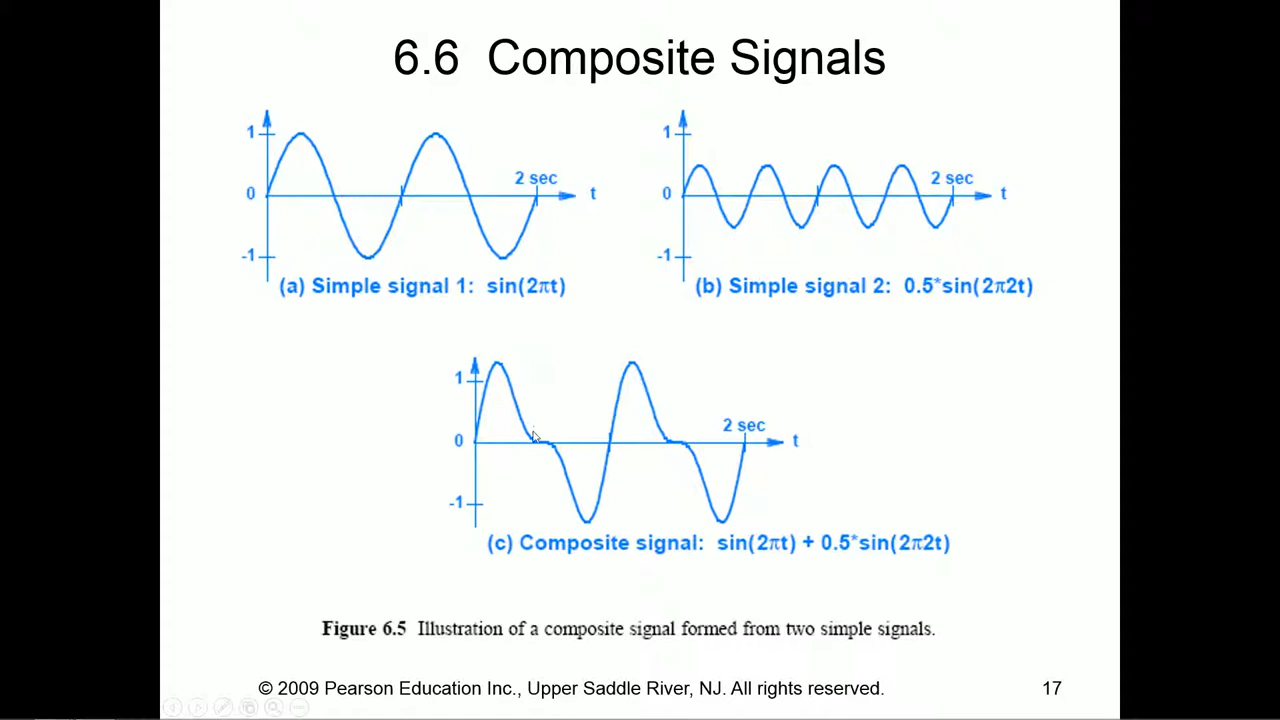 6.6 Composite Signals
1
0
-1
2 sec
t
(a) Simple signal 1: sin(2πt)
1
0
-1
2 sec
t
(b) Simple signal 2: 0.5*sin(2π2t)
1
0
-1
2 sec
t
(c) Composite signal: sin(2πt) + 0.5*sin(2π2t)
Figure 6.5 Illustration of a composite signal formed from two simple signals.
© 2009 Pearson Education Inc., Upper Saddle River, NJ. All rights reserved.
17